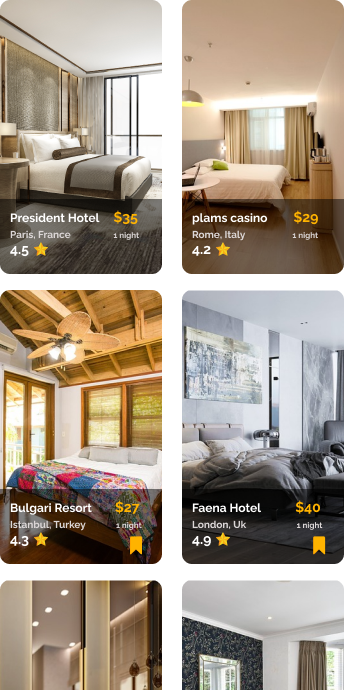 President Hotel $35
Paris, France 1 night
4.5
plams casino $29
Rome, Italy 1 night
4.2
Bulgari Resort $27
Istanbul, Turkey 1 night
4.3
Faena Hotel $40
London, Uk 1 night
4.9